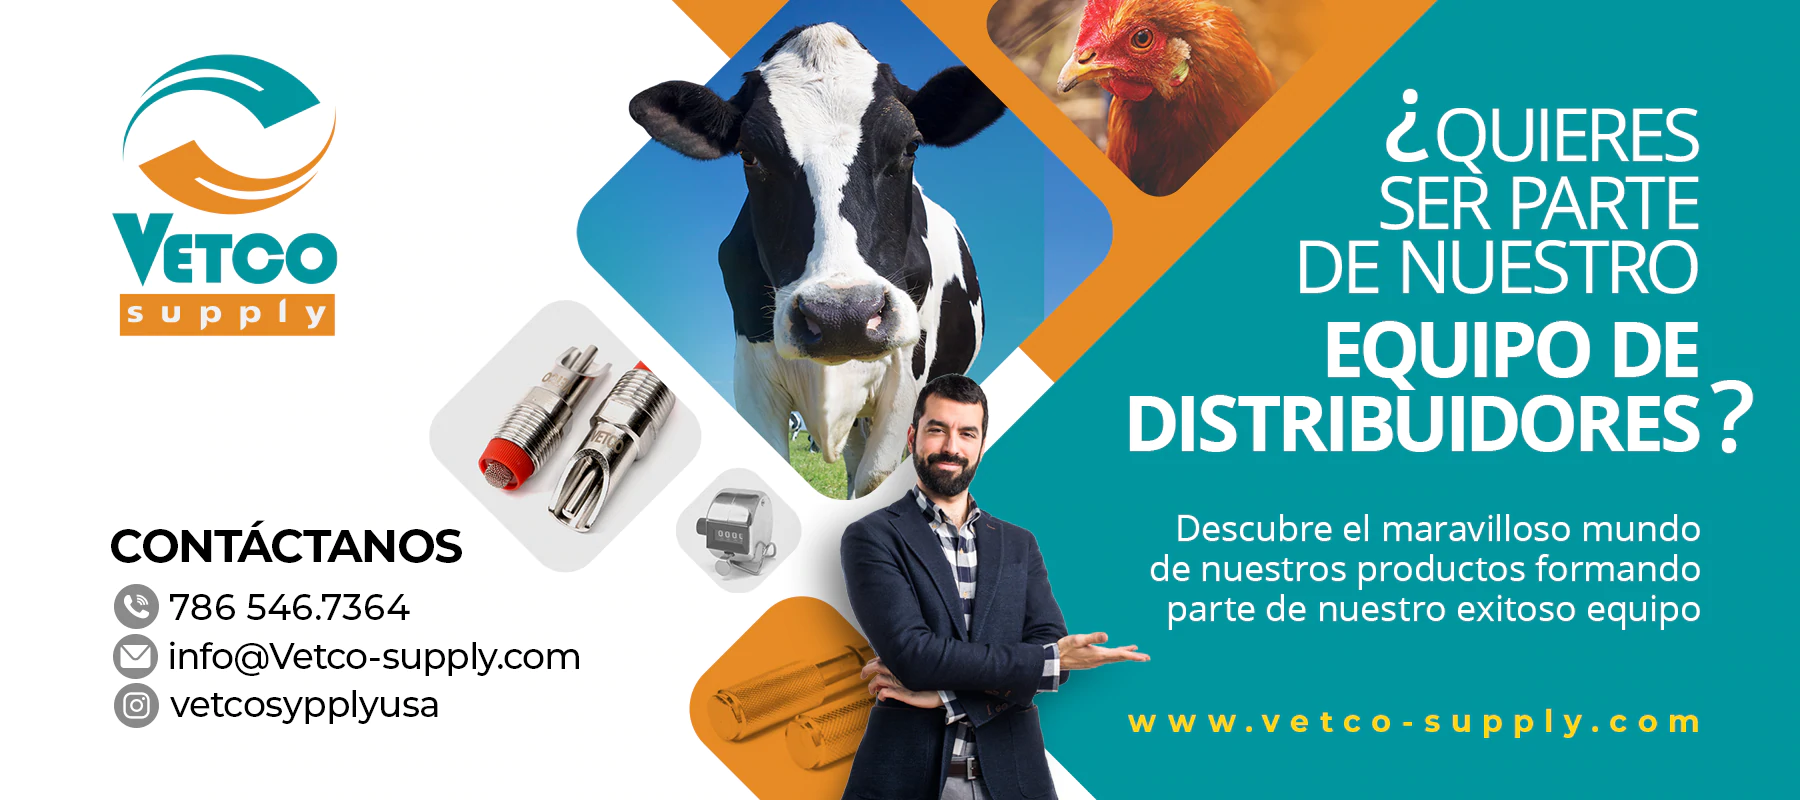 VETCO
supply
CONTÁCTANOS
786 546.7364
info@Vetco-supply.com
vetcosypplyusa
VETCO
¿QUIERES
SER PARTE
DE NUESTRO
EQUIPO DE
DISTRIBUIDORES?
Descubre el maravilloso mundo
de nuestros productos formando
parte de nuestro exitoso equipo
www.vetco-supply.com